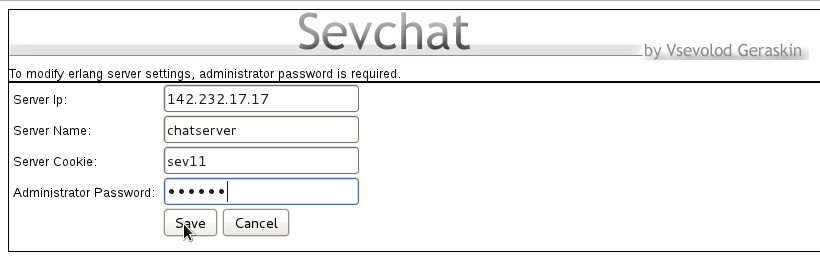 Sevchat
by Vsevolod Geraskin
To modify erlang server settings, administrator password is required.
Server Ip: 142.232.17.17
Server Name: chatserver
Server Cookie: sev11
Administrator Password: ••••••
Save Cancel